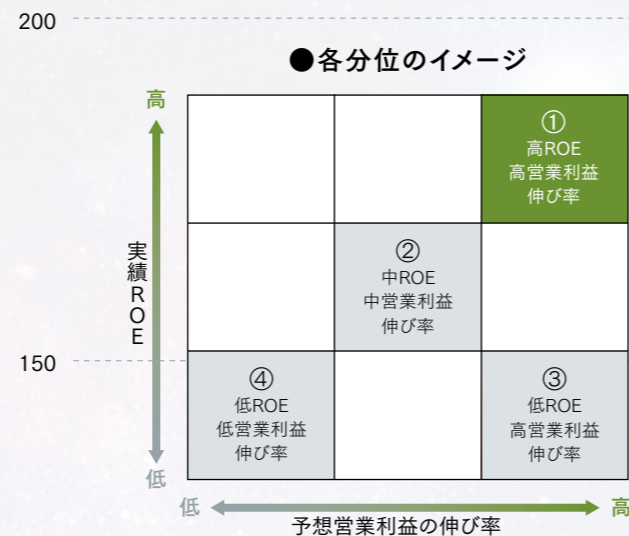 200
●各分位のイメージ
高
①
高ROE
高営業利益
伸び率
②
中ROE
中営業利益
伸び率
実績ROE
150
④
低ROE
低営業利益
伸び率
③
低ROE
高営業利益
伸び率
低
低
高
予想営業利益の伸び率